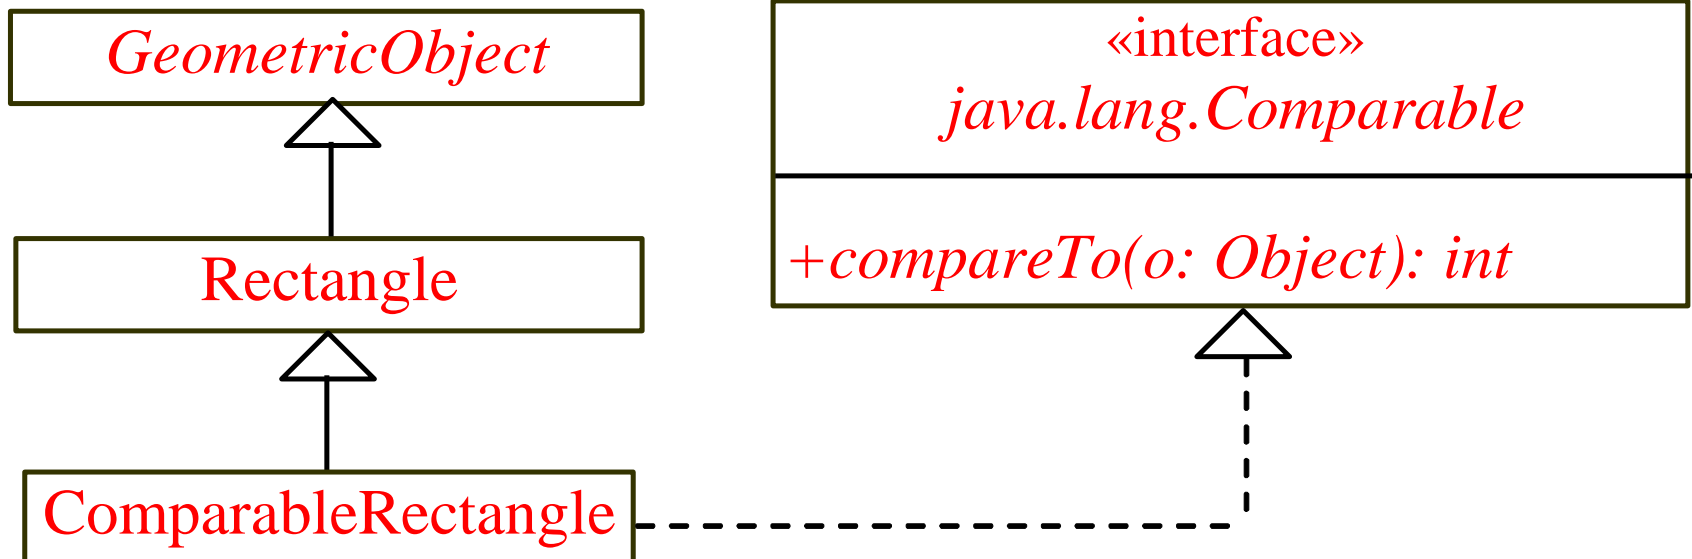 GeometricObject
Rectangle
ComparableRectangle
«interface»
java.lang.Comparable
+compareTo(o: Object): int